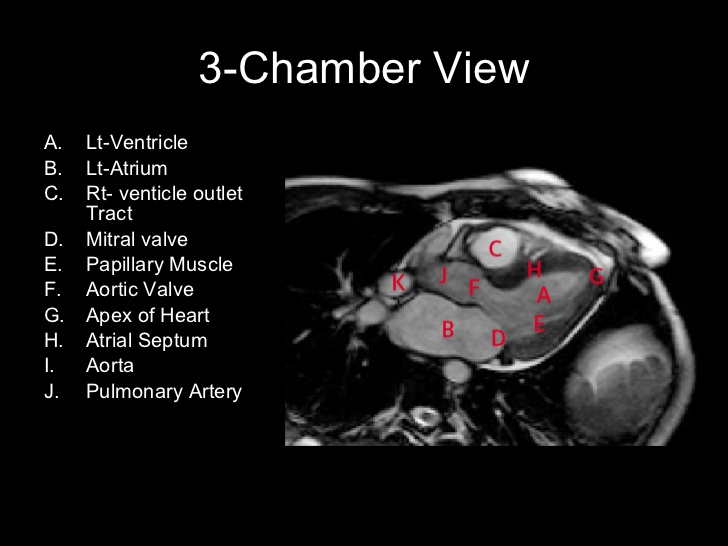 3-Chamber View
A. Lt-Ventricle
B. Lt-Atrium
C. Rt- venticle outlet
Tract
D. Mitral valve
E. Papillary Muscle
F. Aortic Valve
G. Apex of Heart
H. Atrial Septum
I. Aorta
J. Pulmonary Artery
C
K J F H G
A
B D E